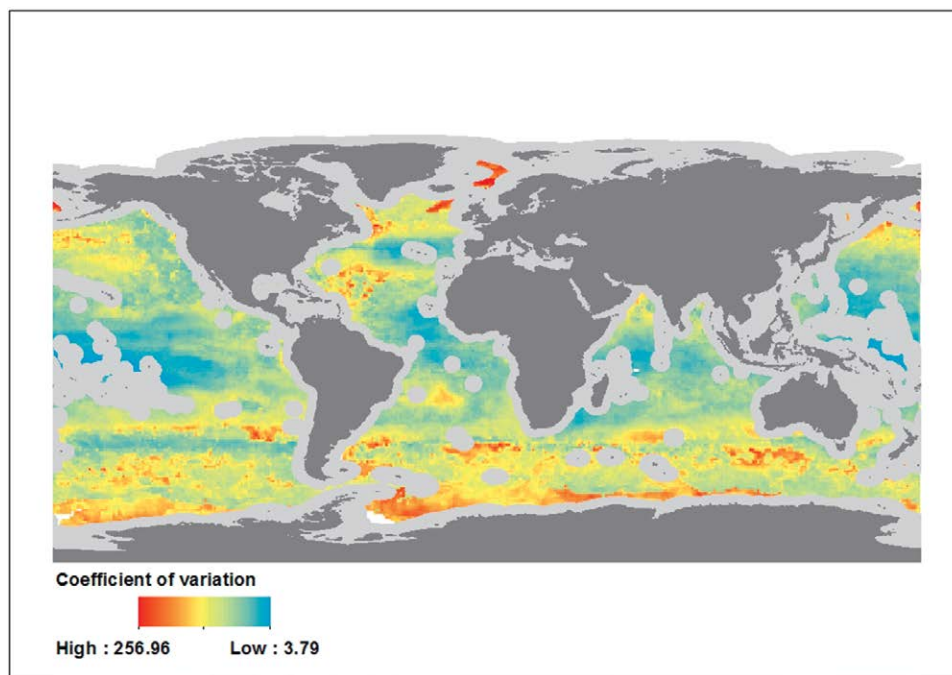 Coefficient of variation
High : 256.96 Low : 3.79